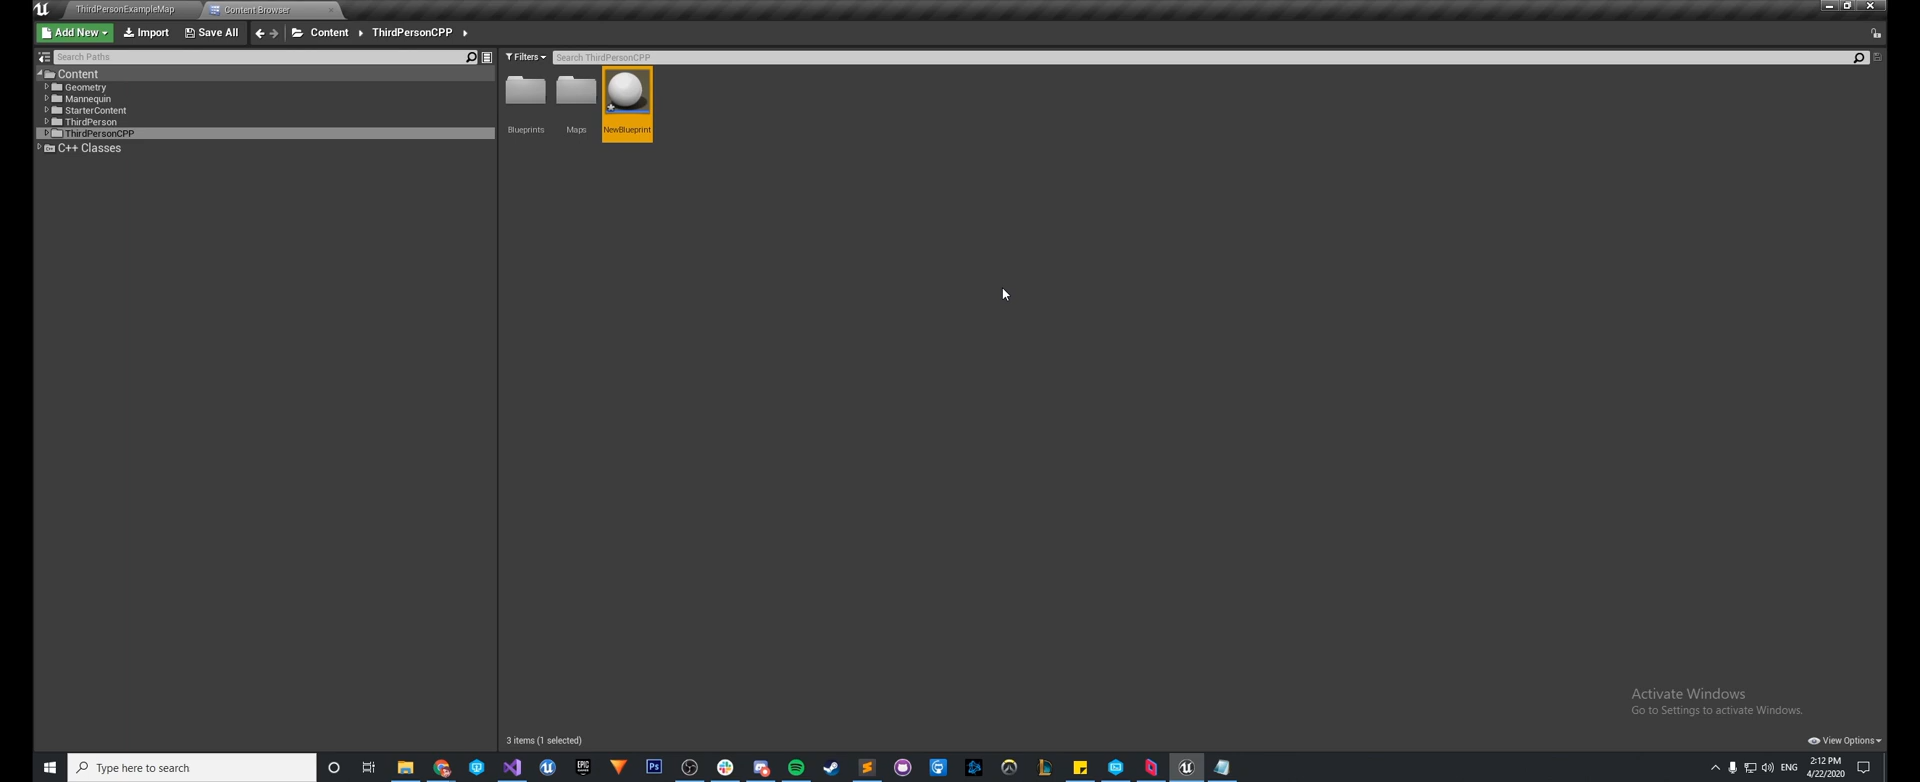 ThirdPersonExampleMap
Content Browser
Add New
Import
Save All
Content
ThirdPersonCPP
Search Paths
Filters
Search ThirdPersonCPP
Content
Geometry
Mannequin
StarterContent
ThirdPerson
ThirdPersonCPP
C++ Classes
Blueprints
Maps
NewBlueprint
Activate Windows
Go to Settings to activate Windows.
3 items (1 selected)
View Options
Type here to search
EPIC
Ps
ENG
2:12 PM
4/22/2020